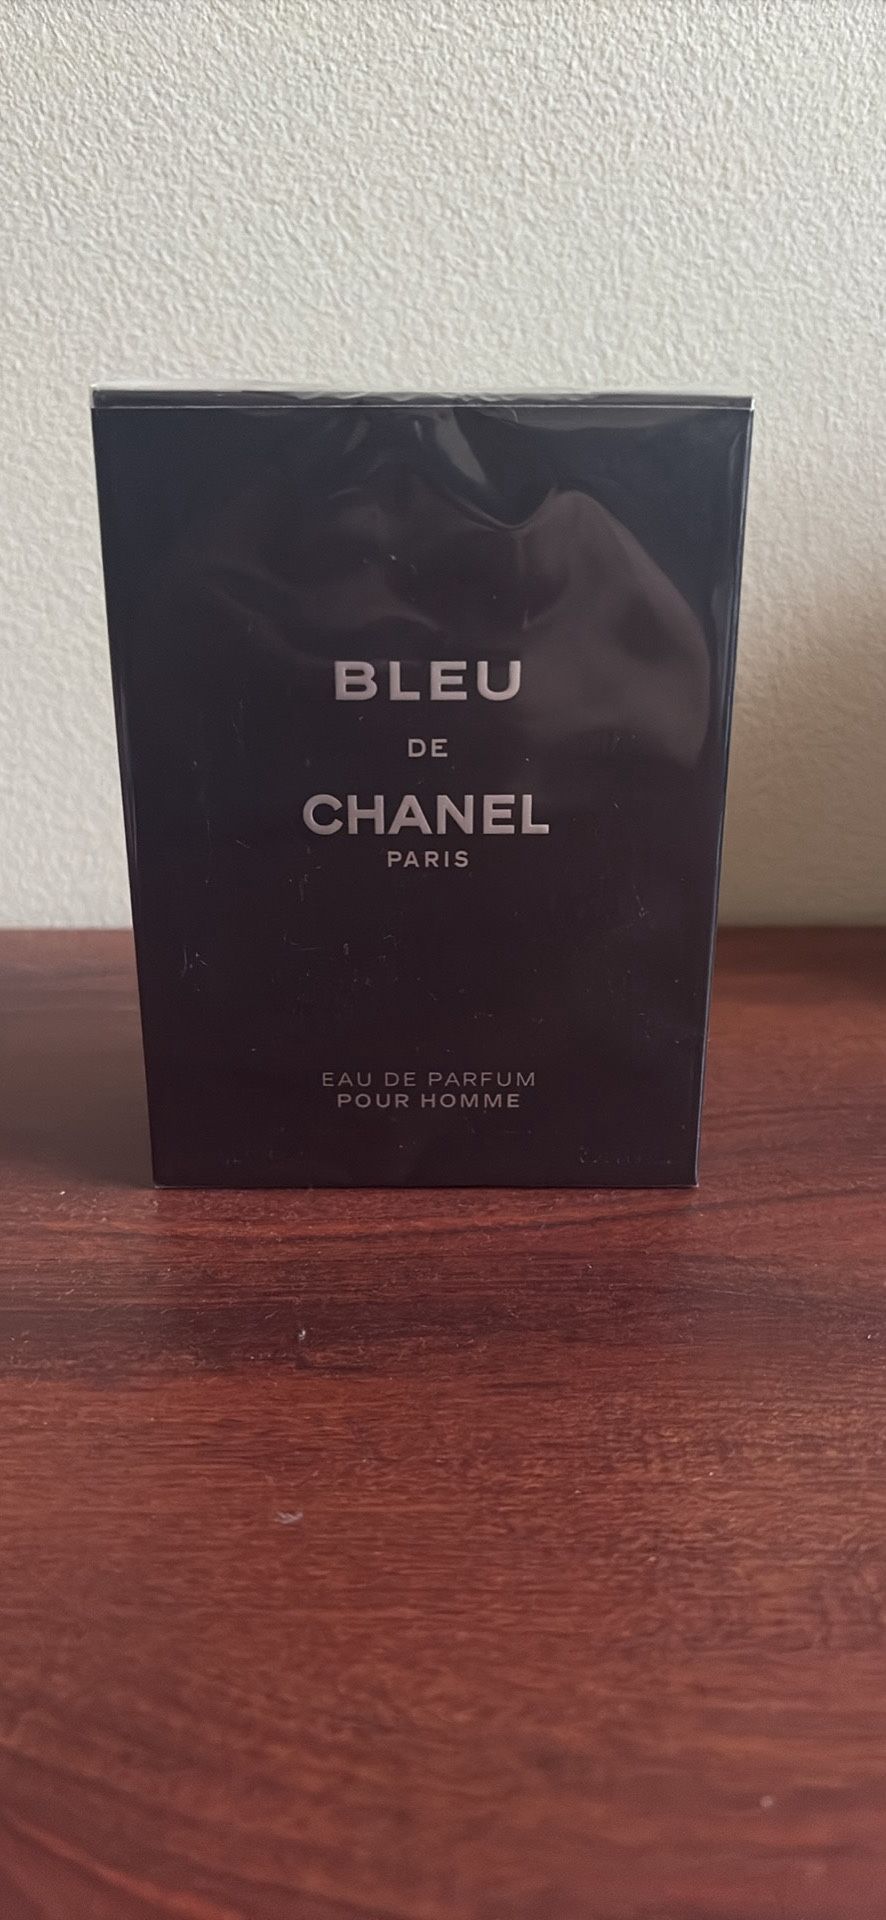 BLEU
DE
CHANEL
PARIS
EAU DE PARFUM
POUR HOMME